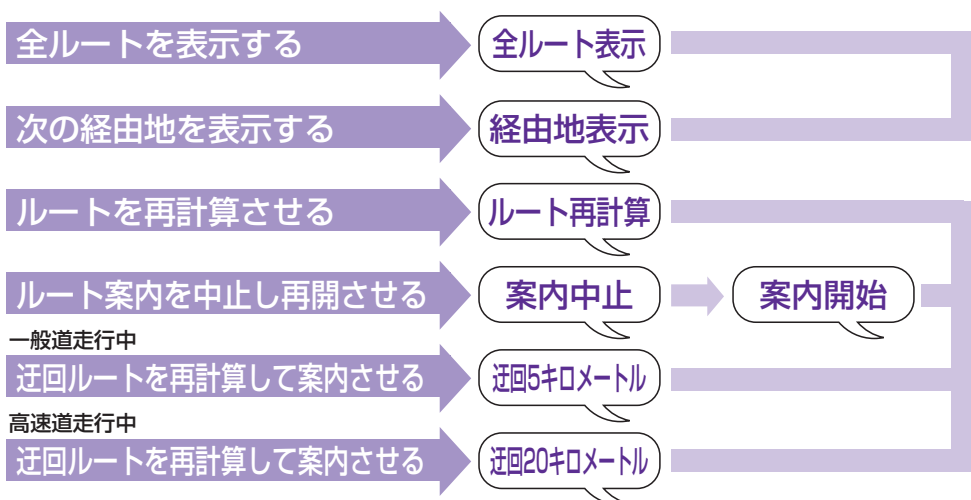 全ルートを表示する
全ルート表示
次の経由地を表示する
経由地表示
ルートを再計算させる
ルート再計算
ルート案内を中止し再開させる
案内中止
案内開始
一般道走行中
迂回ルートを再計算して案内させる
迂回5キロメートル
高速道走行中
迂回ルートを再計算して案内させる
迂回20キロメートル